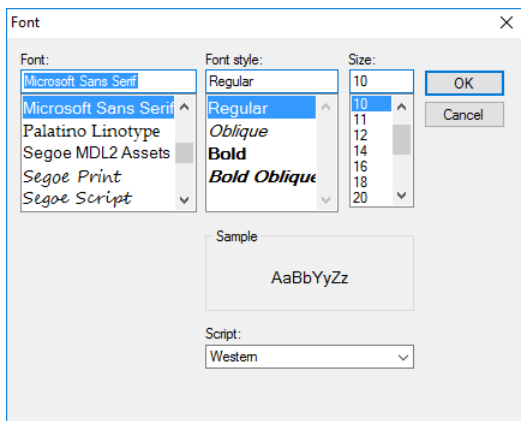 Font
Font: Font style: Size:
Microsoft Sans Serif Regular 10 OK
Microsoft Sans Serif Regular 10 Cancel
Palatino Linotype Oblique 11
Segoe MDL2 Assets Bold 12
Segoe Print Bold Oblique 14
Segoe Script 16
18
20
Sample
AaBbYyZz
Script:
Western